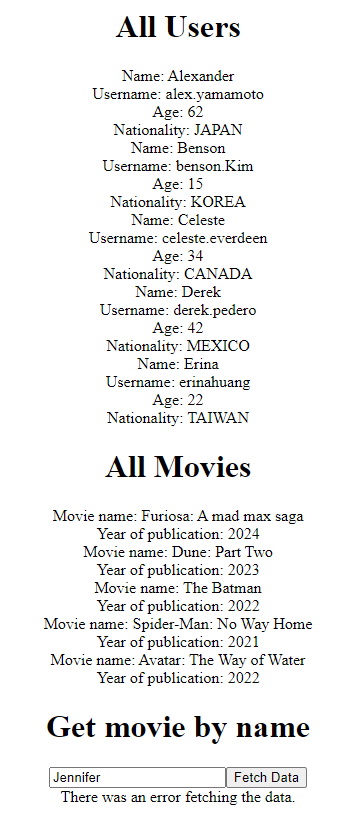 All Users
Name: Alexander
Username: alex.yamamoto
Age: 62
Nationality: JAPAN
Name: Benson
Username: benson.Kim
Age: 15
Nationality: KOREA
Name: Celeste
Username: celeste.everdeen
Age: 34
Nationality: CANADA
Name: Derek
Username: derek.pedero
Age: 42
Nationality: MEXICO
Name: Erina
Username: erinahuang
Age: 22
Nationality: TAIWAN
All Movies
Movie name: Furiosa: A mad max saga
Year of publication: 2024
Movie name: Dune: Part Two
Year of publication: 2023
Movie name: The Batman
Year of publication: 2022
Movie name: Spider-Man: No Way Home
Year of publication: 2021
Movie name: Avatar: The Way of Water
Year of publication: 2022
Get movie by name
Jennifer Fetch Data
There was an error fetching the data.